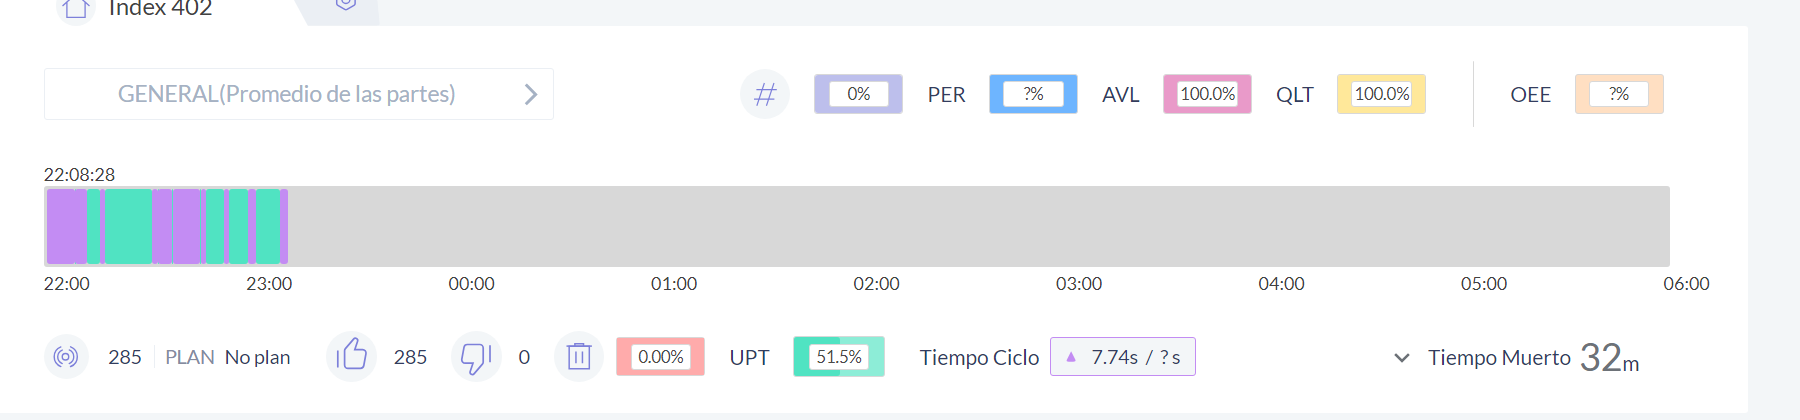 Index 402
GENERAL(Promedio de las partes)
0% PER ?% AVL 100.0% QLT 100.0% OEE ?%
22:08:28
22:00 23:00 00:00 01:00 02:00 03:00 04:00 05:00 06:00
285 PLAN No plan 285 0 0.00% UPT 51.5% Tiempo Ciclo ▲ 7.74s / ?s Tiempo Muerto 32m